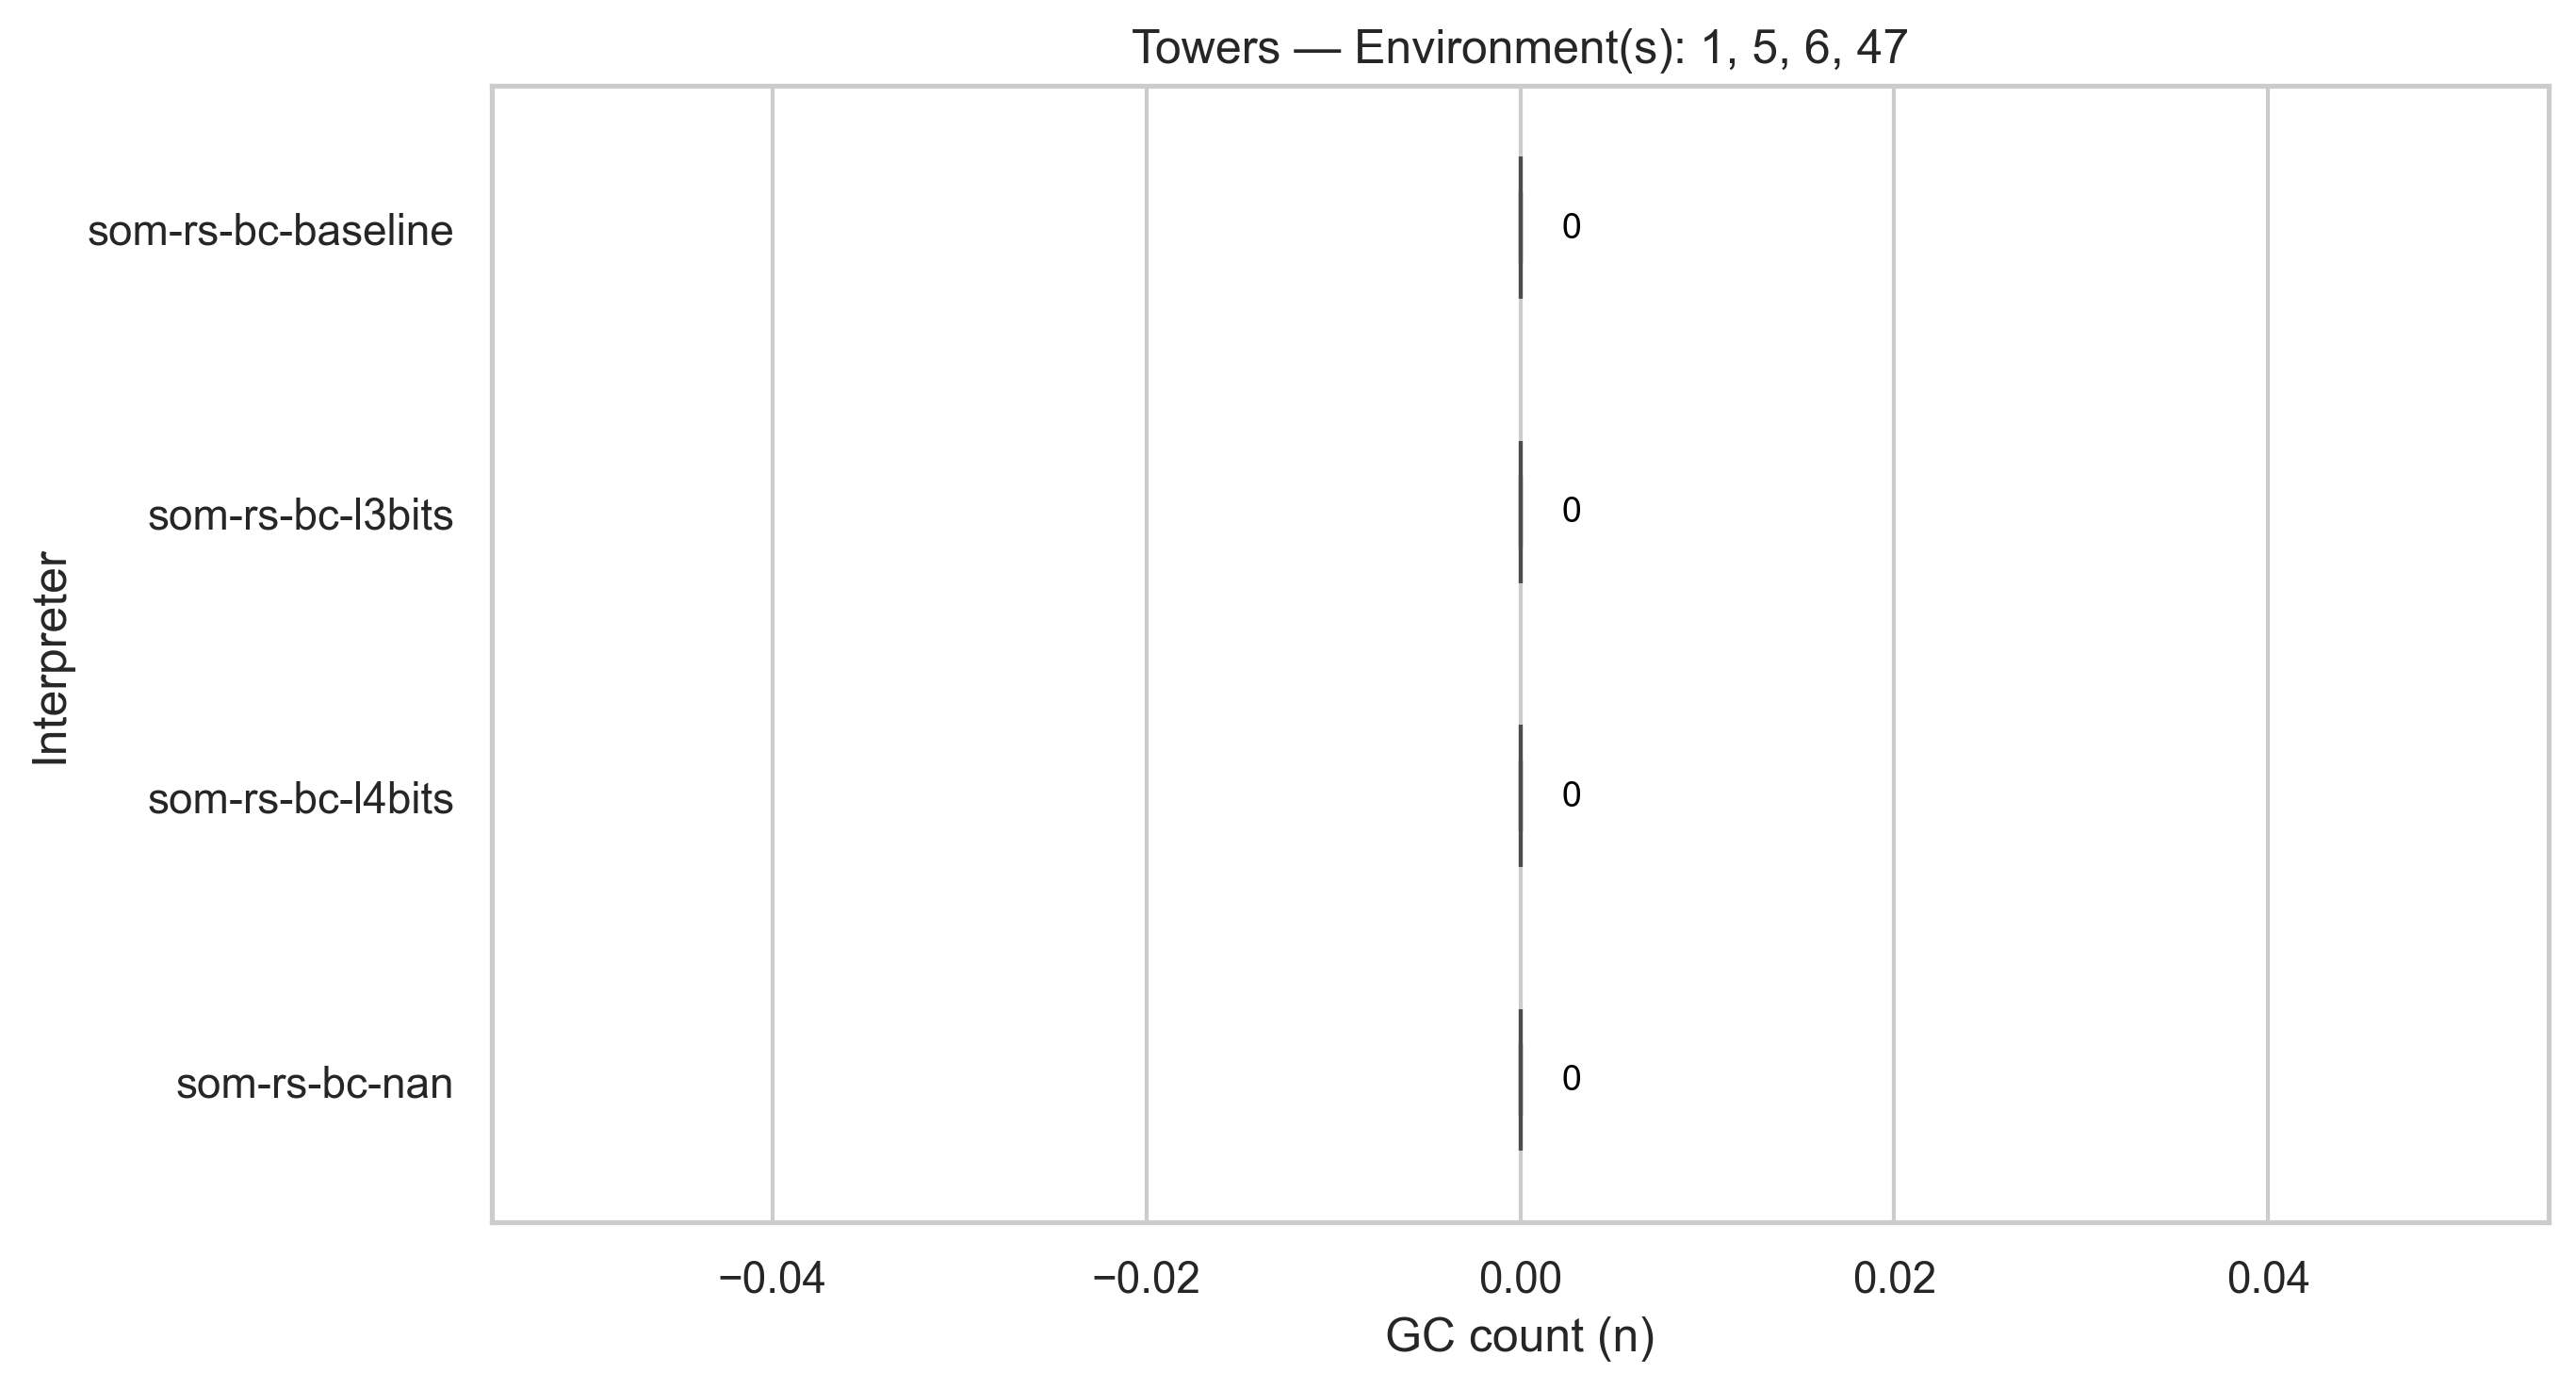 Towers — Environment(s): 1, 5, 6, 47
som-rs-bc-baseline
0
som-rs-bc-l3bits
0
Interpreter
som-rs-bc-l4bits
0
som-rs-bc-nan
0
−0.04
−0.02
0.00
0.02
0.04
GC count (n)